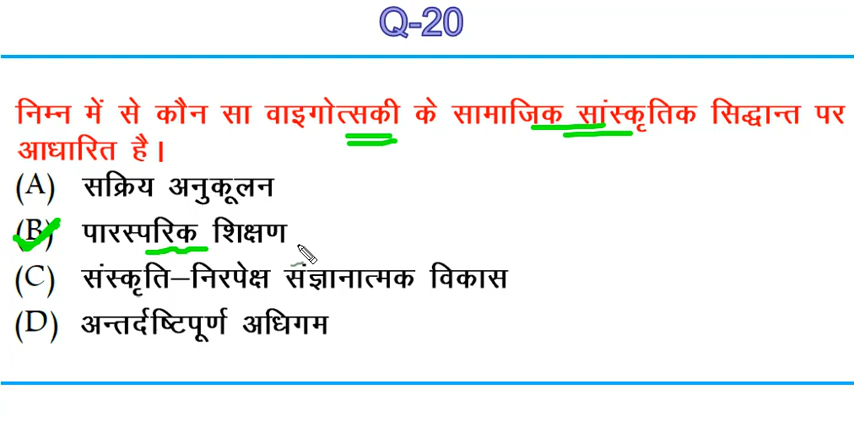 Q-20
निम्न में से कौन सा वाइगोत्सकी के सामाजिक सांस्कृतिक सिद्धान्त पर
आधारित है।
(A) सक्रिय अनुकूलन
(B) पारस्परिक शिक्षण
(C) संस्कृति–निरपेक्ष संज्ञानात्मक विकास
(D) अन्तर्दष्टिपूर्ण अधिगम